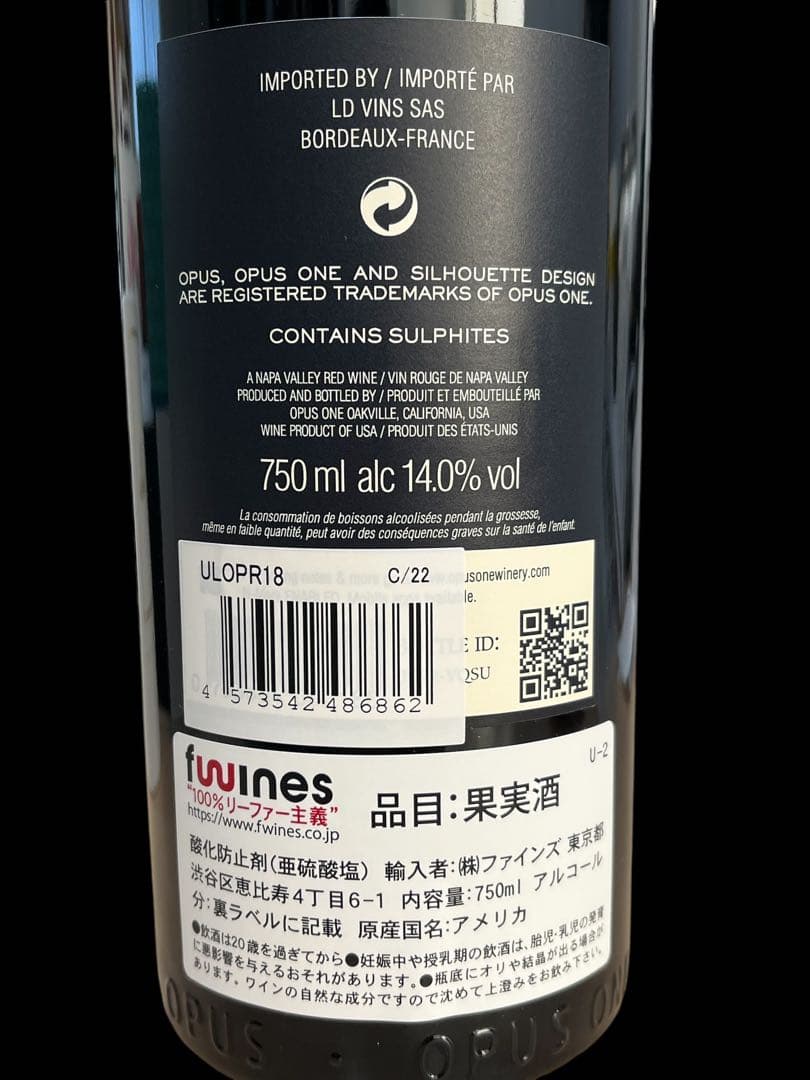 IMPORTED BY / IMPORTÉ PAR
LD VINS SAS
BORDEAUX-FRANCE
OPUS, OPUS ONE AND SILHOUETTE DESIGN
ARE REGISTERED TRADEMARKS OF OPUS ONE.
CONTAINS SULPHITES
A NAPA VALLEY RED WINE / VIN ROUGE DE NAPA VALLEY
PRODUCED AND BOTTLED BY / PRODUIT ET EMBOUTEILLÉ PAR
OPUS ONE OAKVILLE, CALIFORNIA, USA
WINE PRODUCT OF USA / PRODUIT DES ÉTATS-UNIS
750 ml alc 14.0% vol
La consommation de boissons alcoolisées pendant la grossesse,
même en faible quantité, peut avoir des conséquences graves sur la santé de l'enfant.
ULOPR18 C/22
usonewinery.com
le.
E ID:
QSU
4 573542 486862
U-2
fwines
"100%リーファー主義"
https://www.fwines.co.jp
品目:果実酒
酸化防止剤(亜硫酸塩) 輸入者:㈱ファインズ 東京都
渋谷区恵比寿4丁目6-1 内容量:750ml アルコール
分:裏ラベルに記載 原産国名:アメリカ
●飲酒は20歳を過ぎてから●妊娠中や授乳期の飲酒は、胎児・乳児の発育
に悪影響を与えるおそれがあります。●瓶底にオリや結晶が出る場合が
あります。ワインの自然な成分ですので沈めて上澄みをお飲み下さい。
OPUS · OPUS ON